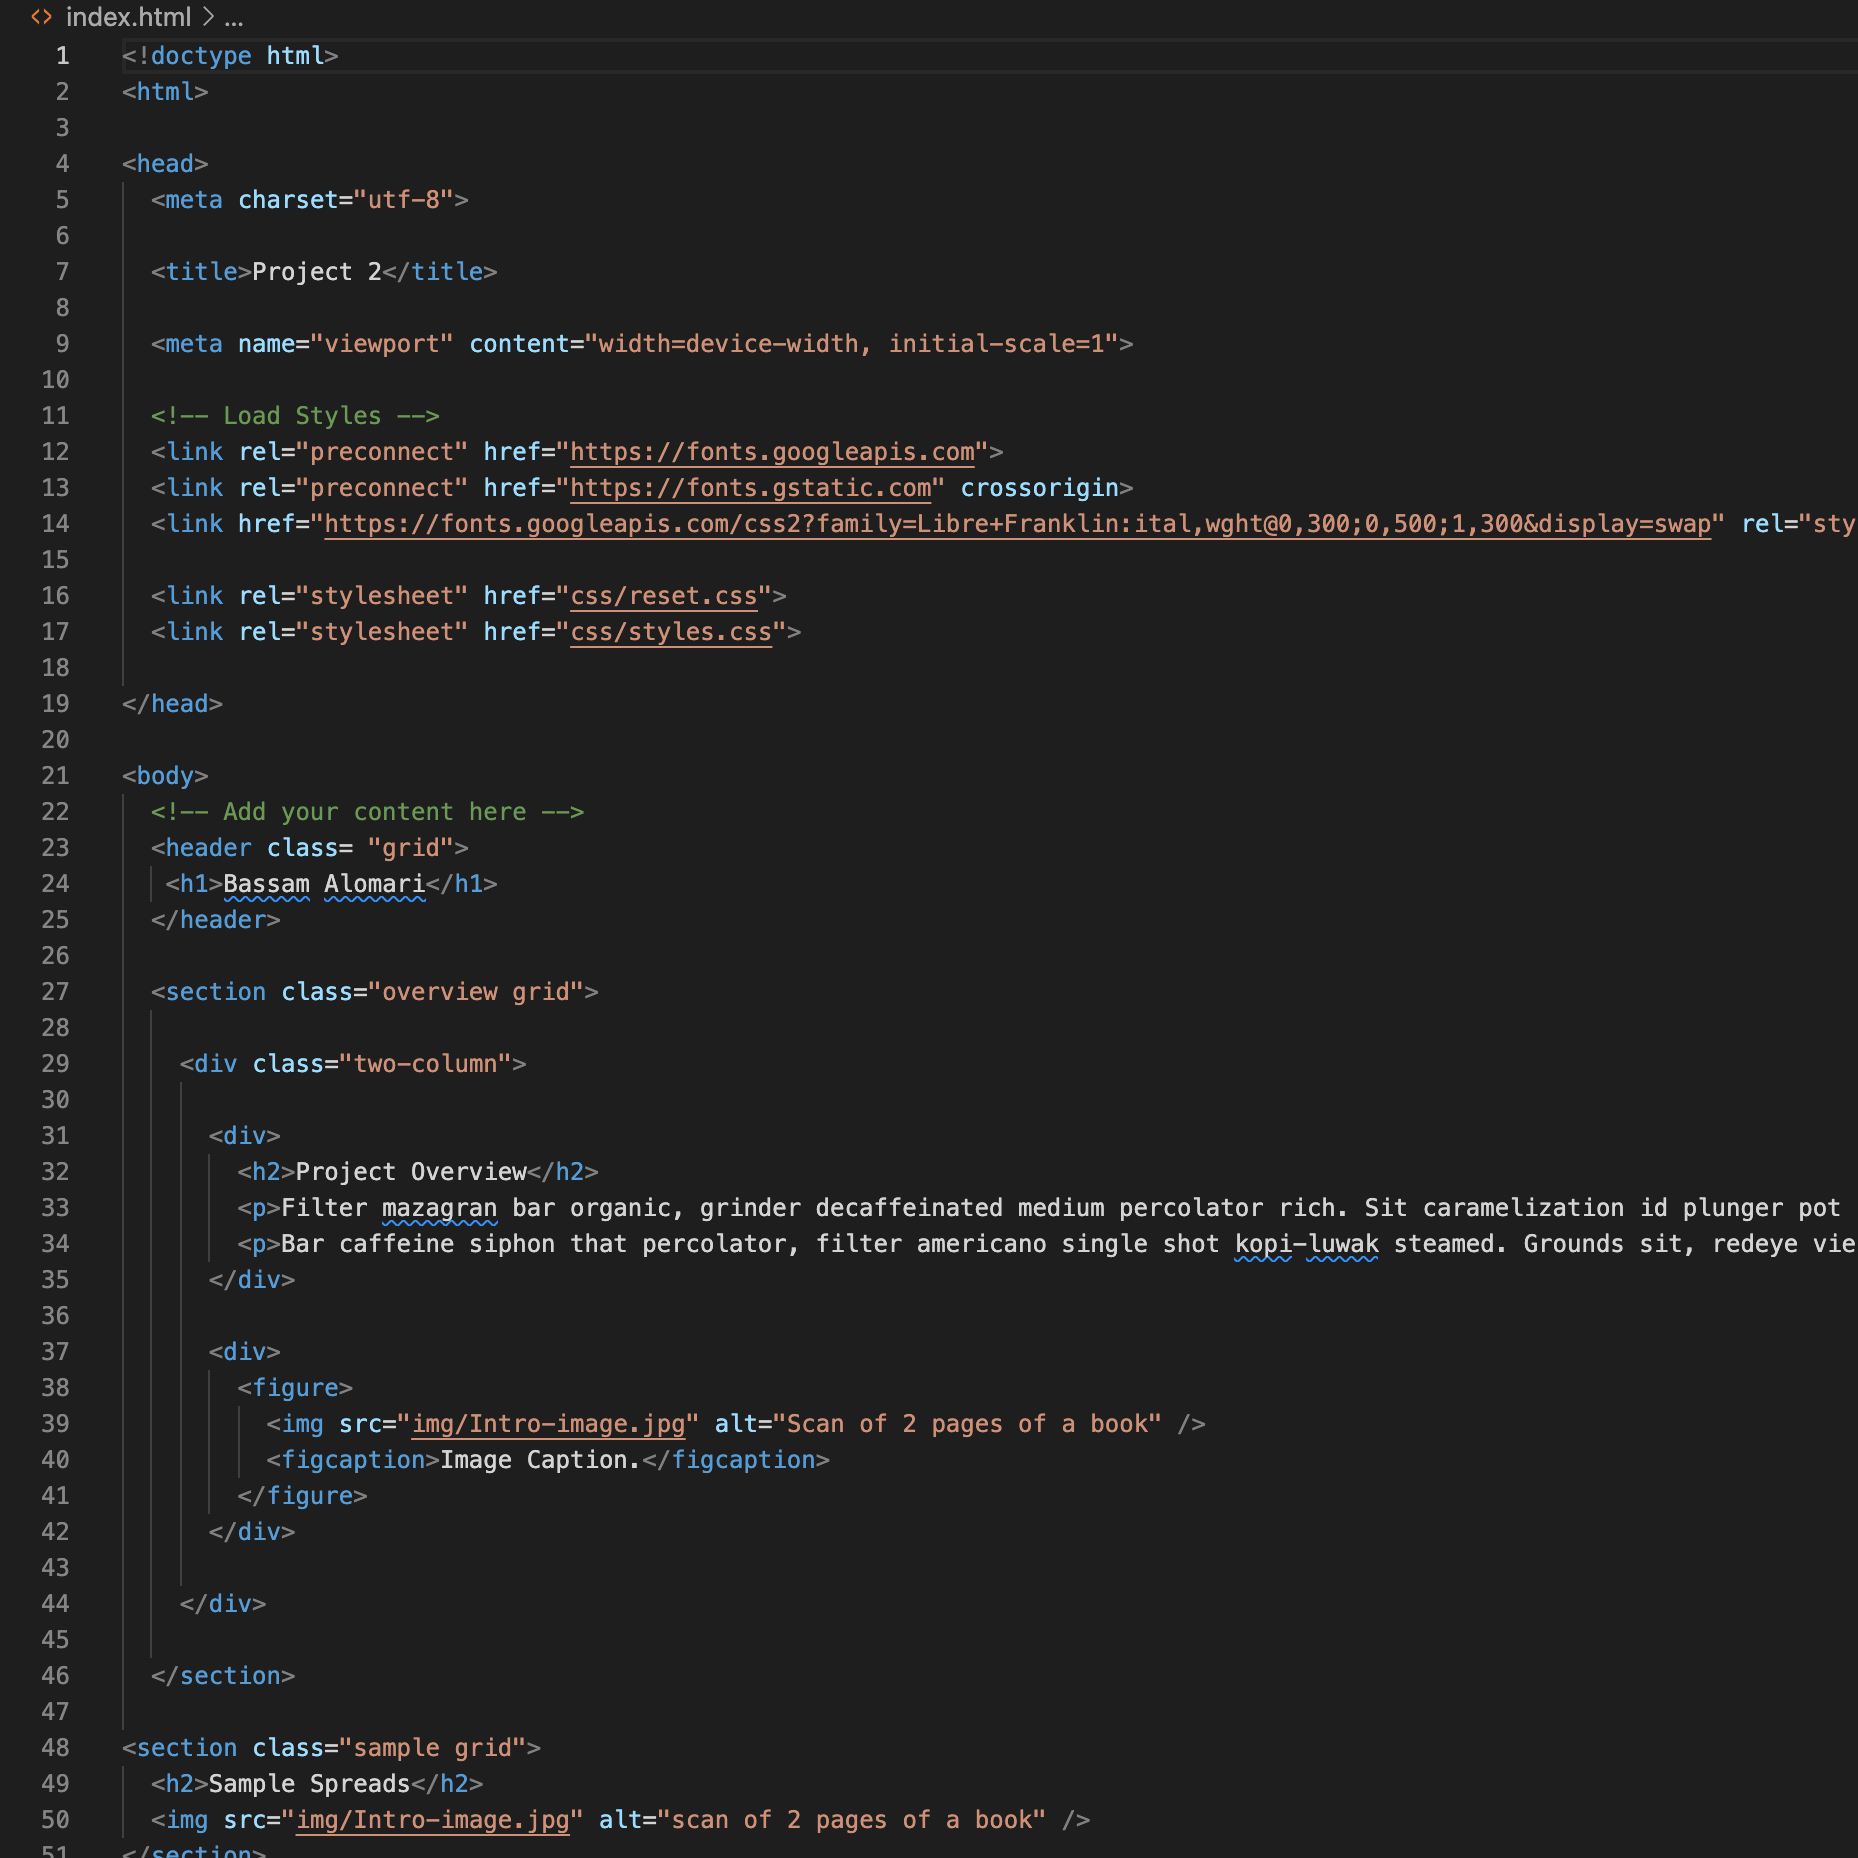 index.html > ...
1 <!doctype html>
2 <html>
3
4 <head>
5 <meta charset="utf-8">
6
7 <title>Project 2</title>
8
9 <meta name="viewport" content="width=device-width, initial-scale=1">
10
11 <!-- Load Styles -->
12 <link rel="preconnect" href="https://fonts.googleapis.com">
13 <link rel="preconnect" href="https://fonts.gstatic.com" crossorigin>
14 <link href="https://fonts.googleapis.com/css2?family=Libre+Franklin:ital,wght@0,300;0,500;1,300&display=swap" rel="sty
15
16 <link rel="stylesheet" href="css/reset.css">
17 <link rel="stylesheet" href="css/styles.css">
18
19 </head>
20
21 <body>
22 <!-- Add your content here -->
23 <header class= "grid">
24 <h1>Bassam Alomari</h1>
25 </header>
26
27 <section class="overview grid">
28
29 <div class="two-column">
30
31 <div>
32 <h2>Project Overview</h2>
33 <p>Filter mazagran bar organic, grinder decaffeinated medium percolator rich. Sit caramelization id plunger pot
34 <p>Bar caffeine siphon that percolator, filter americano single shot kopi-luwak steamed. Grounds sit, redeye vie
35 </div>
36
37 <div>
38 <figure>
39 <img src="img/Intro-image.jpg" alt="Scan of 2 pages of a book" />
40 <figcaption>Image Caption.</figcaption>
41 </figure>
42 </div>
43
44 </div>
45
46 </section>
47
48 <section class="sample grid">
49 <h2>Sample Spreads</h2>
50 <img src="img/Intro-image.jpg" alt="scan of 2 pages of a book" />
51 </section>